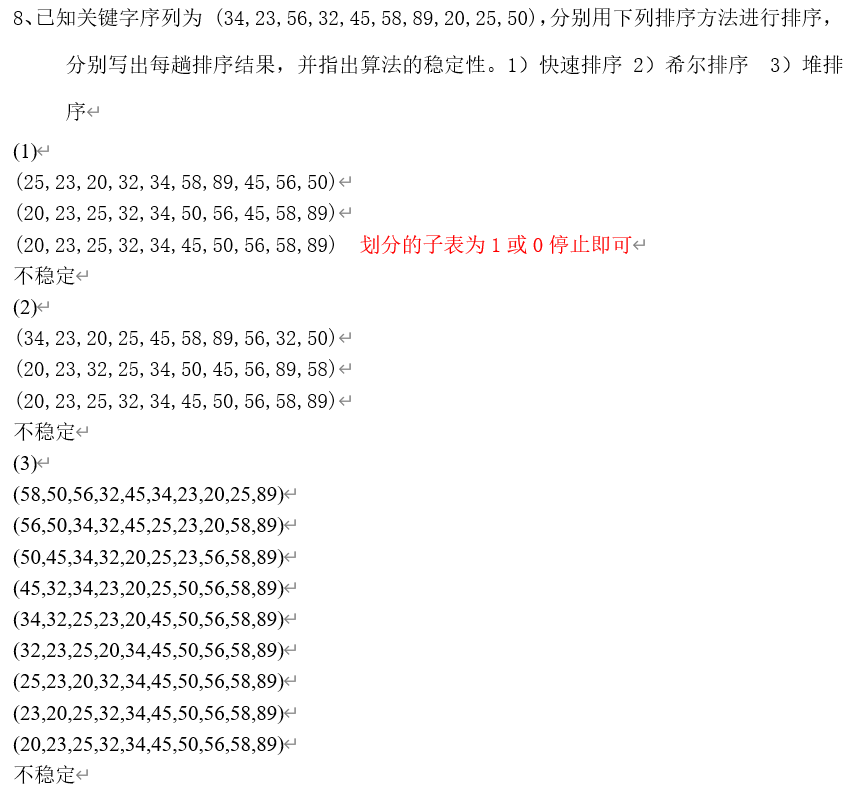 8、已知关键字序列为 (34,23,56,32,45,58,89,20,25,50),分别用下列排序方法进行排序,
分别写出每趟排序结果，并指出算法的稳定性。1）快速排序 2）希尔排序 3）堆排
序↵
(1)↵
(25,23,20,32,34,58,89,45,56,50)↵
(20,23,25,32,34,50,56,45,58,89)↵
(20,23,25,32,34,45,50,56,58,89) 划分的子表为 1 或 0 停止即可↵
不稳定↵
(2)↵
(34,23,20,25,45,58,89,56,32,50)↵
(20,23,32,25,34,50,45,56,89,58)↵
(20,23,25,32,34,45,50,56,58,89)↵
不稳定↵
(3)↵
(58,50,56,32,45,34,23,20,25,89)↵
(56,50,34,32,45,25,23,20,58,89)↵
(50,45,34,32,20,25,23,56,58,89)↵
(45,32,34,23,20,25,50,56,58,89)↵
(34,32,25,23,20,45,50,56,58,89)↵
(32,23,25,20,34,45,50,56,58,89)↵
(25,23,20,32,34,45,50,56,58,89)↵
(23,20,25,32,34,45,50,56,58,89)↵
(20,23,25,32,34,45,50,56,58,89)↵
不稳定↵